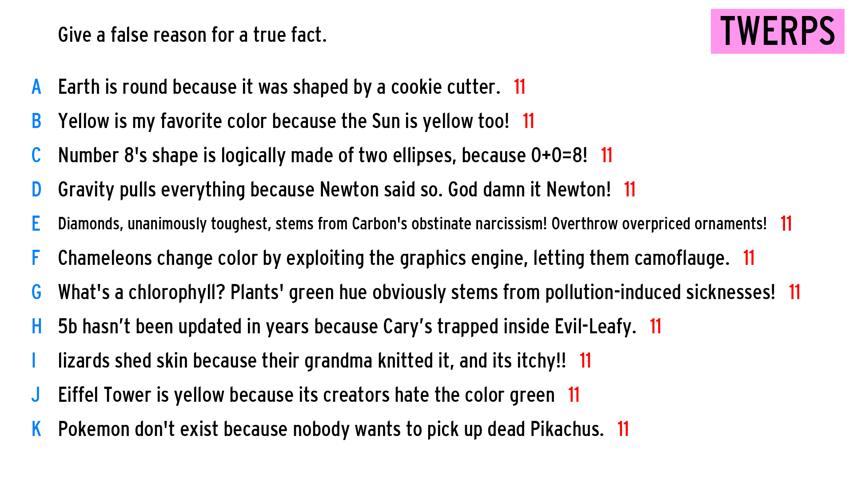 Give a false reason for a true fact.
TWERPS
A Earth is round because it was shaped by a cookie cutter. 11
B Yellow is my favorite color because the Sun is yellow too! 11
C Number 8's shape is logically made of two ellipses, because 0+0=8! 11
D Gravity pulls everything because Newton said so. God damn it Newton! 11
E Diamonds, unanimously toughest, stems from Carbon's obstinate narcissism! Overthrow overpriced ornaments! 11
F Chameleons change color by exploiting the graphics engine, letting them camoflauge. 11
G What's a chlorophyll? Plants' green hue obviously stems from pollution-induced sicknesses! 11
H 5b hasn’t been updated in years because Cary’s trapped inside Evil-Leafy. 11
I lizards shed skin because their grandma knitted it, and its itchy!! 11
J Eiffel Tower is yellow because its creators hate the color green 11
K Pokemon don't exist because nobody wants to pick up dead Pikachus. 11